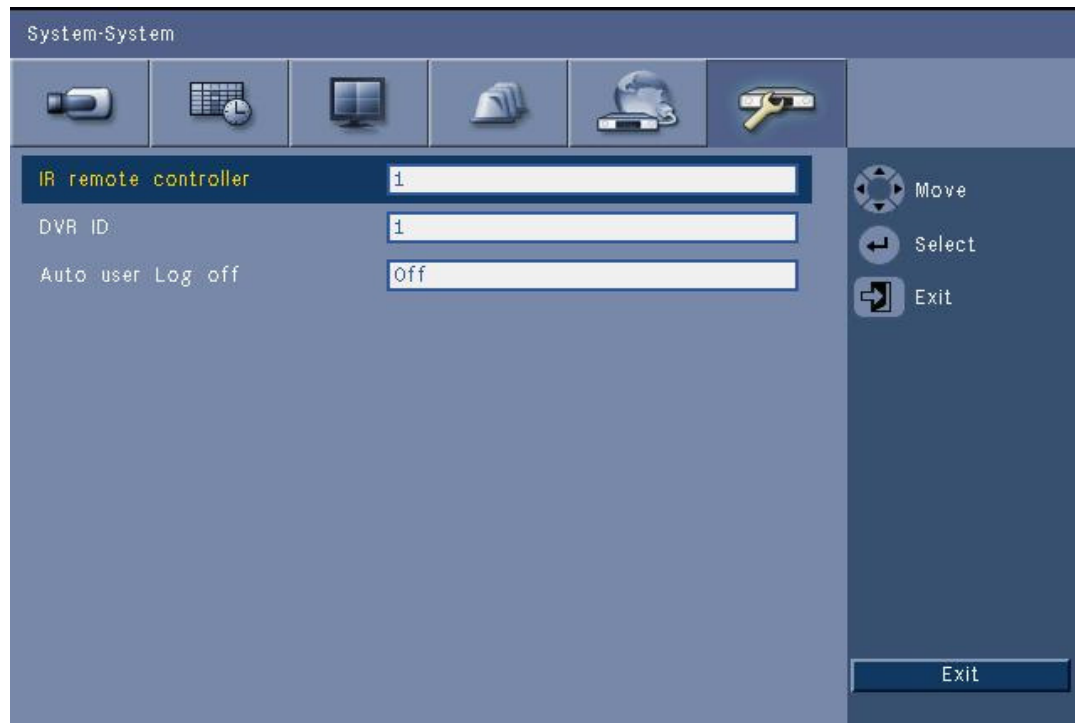 System-System
IR remote controller 1
DVR ID 1
Auto user Log off Off
Move
Select
Exit
Exit